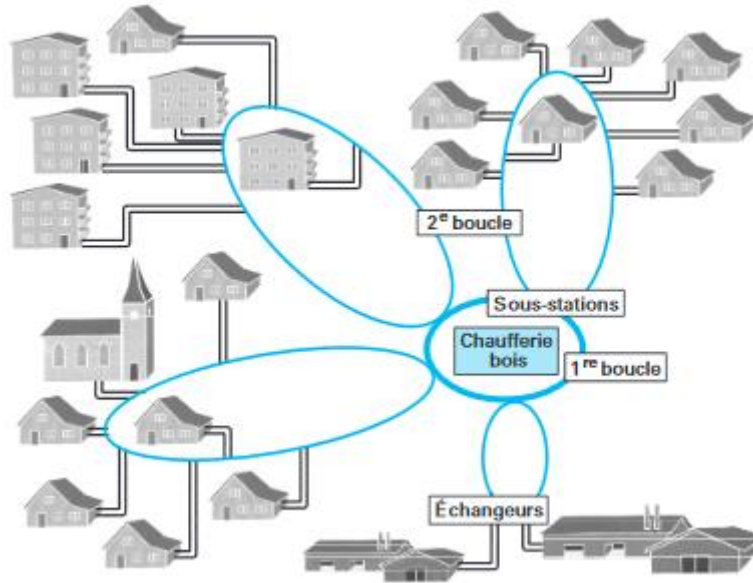 2e boucle
Sous-stations
Chaufferie
bois
1re boucle
Échangeurs